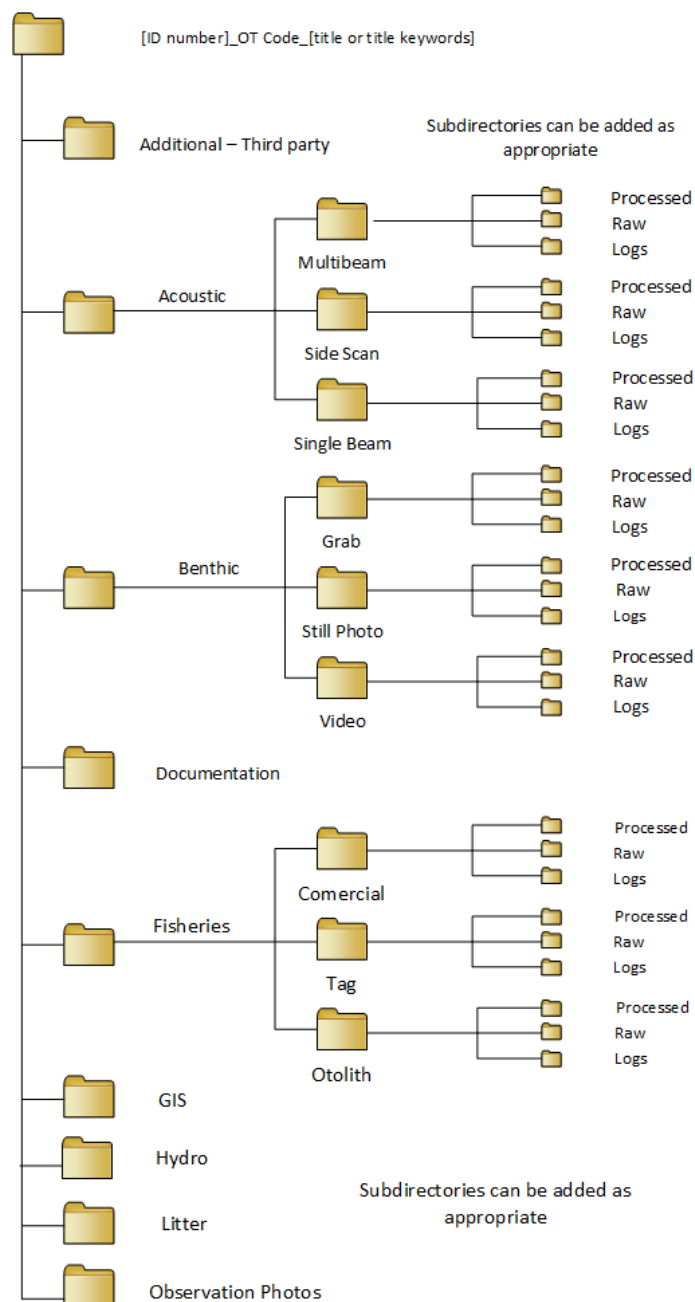 [ID number]_OT Code_[title or title keywords]
Additional – Third party
Subdirectories can be added as
appropriate
Processed
Raw
Logs
Multibeam
Acoustic
Processed
Raw
Logs
Side Scan
Processed
Raw
Logs
Single Beam
Processed
Raw
Logs
Grab
Benthic
Processed
Raw
Logs
Still Photo
Processed
Raw
Logs
Video
Documentation
Processed
Raw
Logs
Comercial
Fisheries
Processed
Raw
Logs
Tag
Processed
Raw
Logs
Otolith
GIS
Hydro
Subdirectories can be added as
appropriate
Litter
Observation Photos